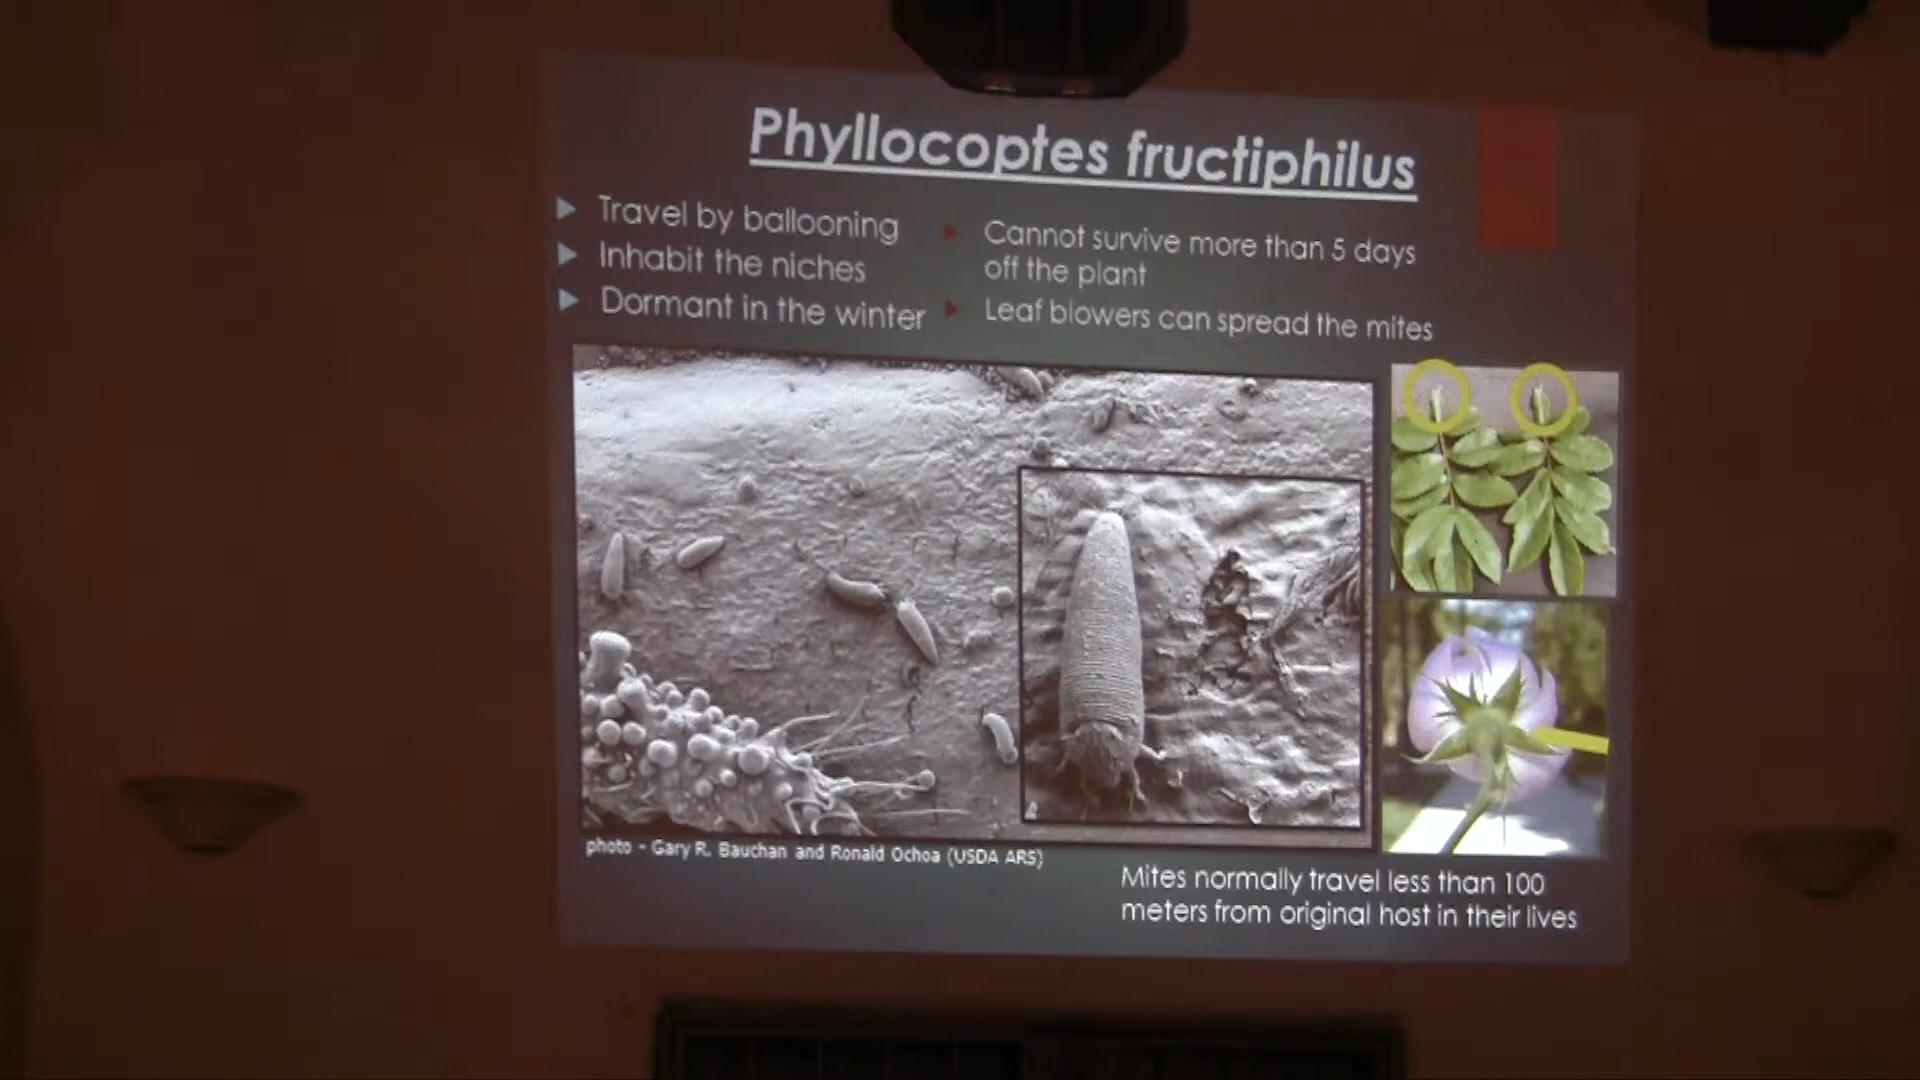 Phyllocoptes fructiphilus
Travel by ballooning
Inhabit the niches
Dormant in the winter
Cannot survive more than 5 days
off the plant
Leaf blowers can spread the mites
photo - Gary R. Bauchan and Ronald Ochoa (USDA ARS)
Mites normally travel less than 100
meters from original host in their lives